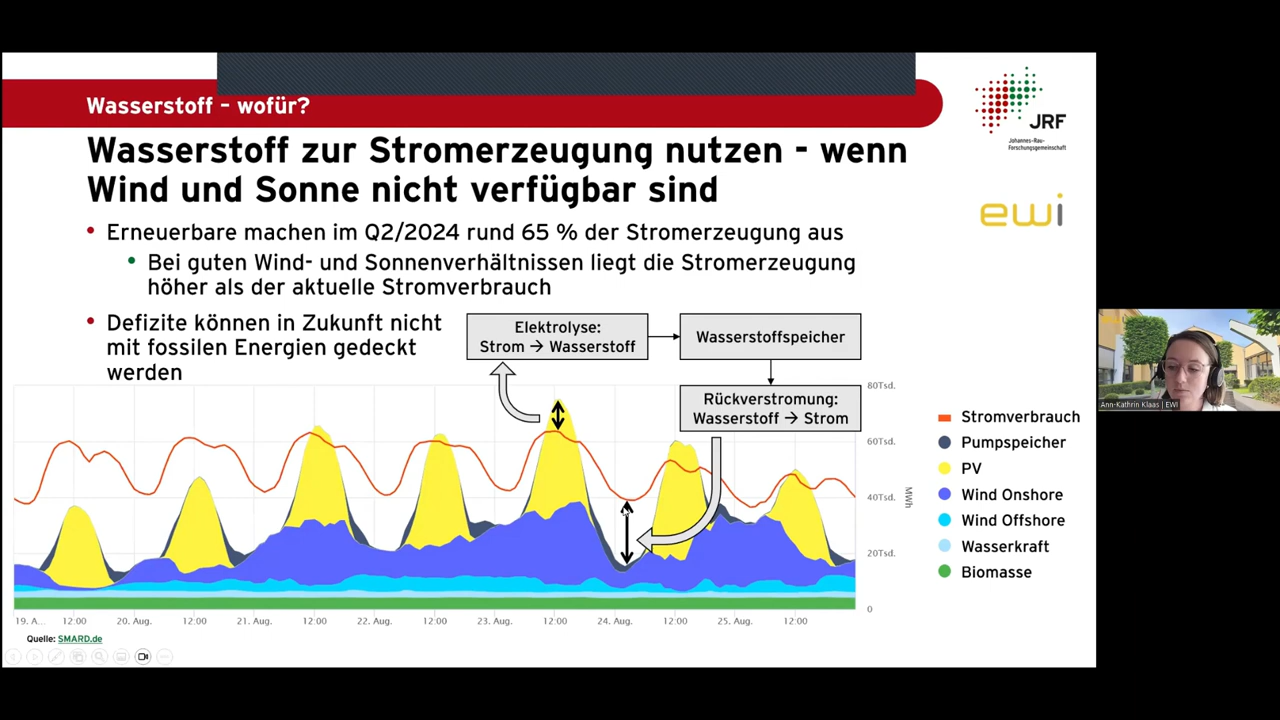 Wasserstoff – wofür?
Wasserstoff zur Stromerzeugung nutzen - wenn
Wind und Sonne nicht verfügbar sind
JRF
Johannes-Rau-
Forschungsgemeinschaft
ewi
• Erneuerbare machen im Q2/2024 rund 65 % der Stromerzeugung aus
• Bei guten Wind- und Sonnenverhältnissen liegt die Stromerzeugung
höher als der aktuelle Stromverbrauch
• Defizite können in Zukunft nicht
mit fossilen Energien gedeckt
werden
Elektrolyse:
Strom → Wasserstoff
Wasserstoffspeicher
Rückverstromung:
Wasserstoff → Strom
80Tsd.
60Tsd.
40Tsd.
20Tsd.
0
MWh
Stromverbrauch
Pumpspeicher
PV
Wind Onshore
Wind Offshore
Wasserkraft
Biomasse
19. A... 12:00 20. Aug. 12:00 21. Aug. 12:00 22. Aug. 12:00 23. Aug. 12:00 24. Aug. 12:00 25. Aug. 12:00
Quelle: SMARD.de
Ann-Kathrin Klaas | EWI